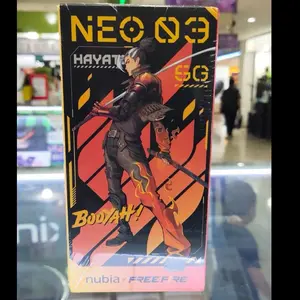 NEO 03
HAYATO
5G
BOOYAH!
nubia × FREE FIRE